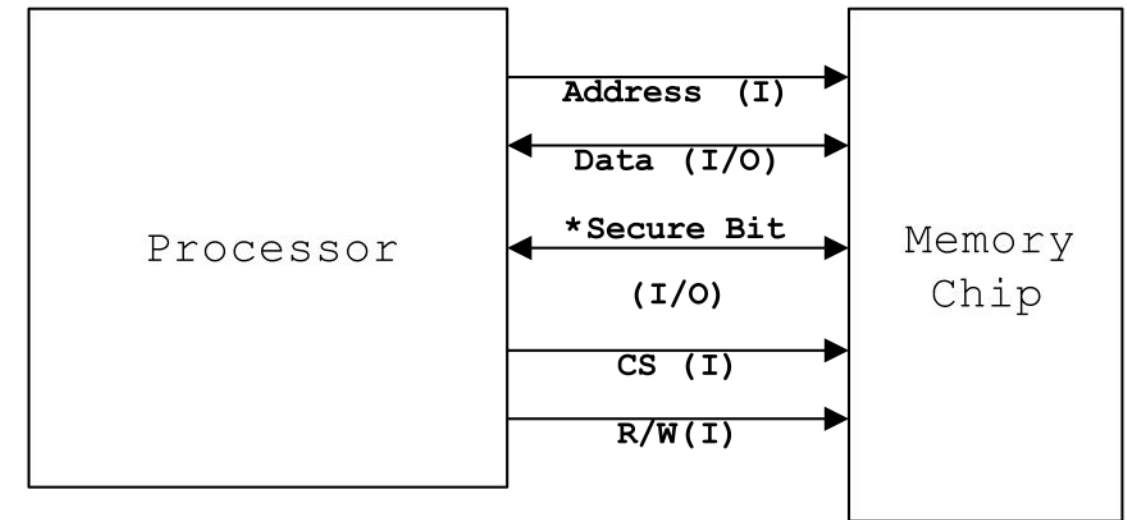 Address (I)
Data (I/O)
*Secure Bit
(I/O)
CS (I)
R/W(I)
Processor
Memory
Chip